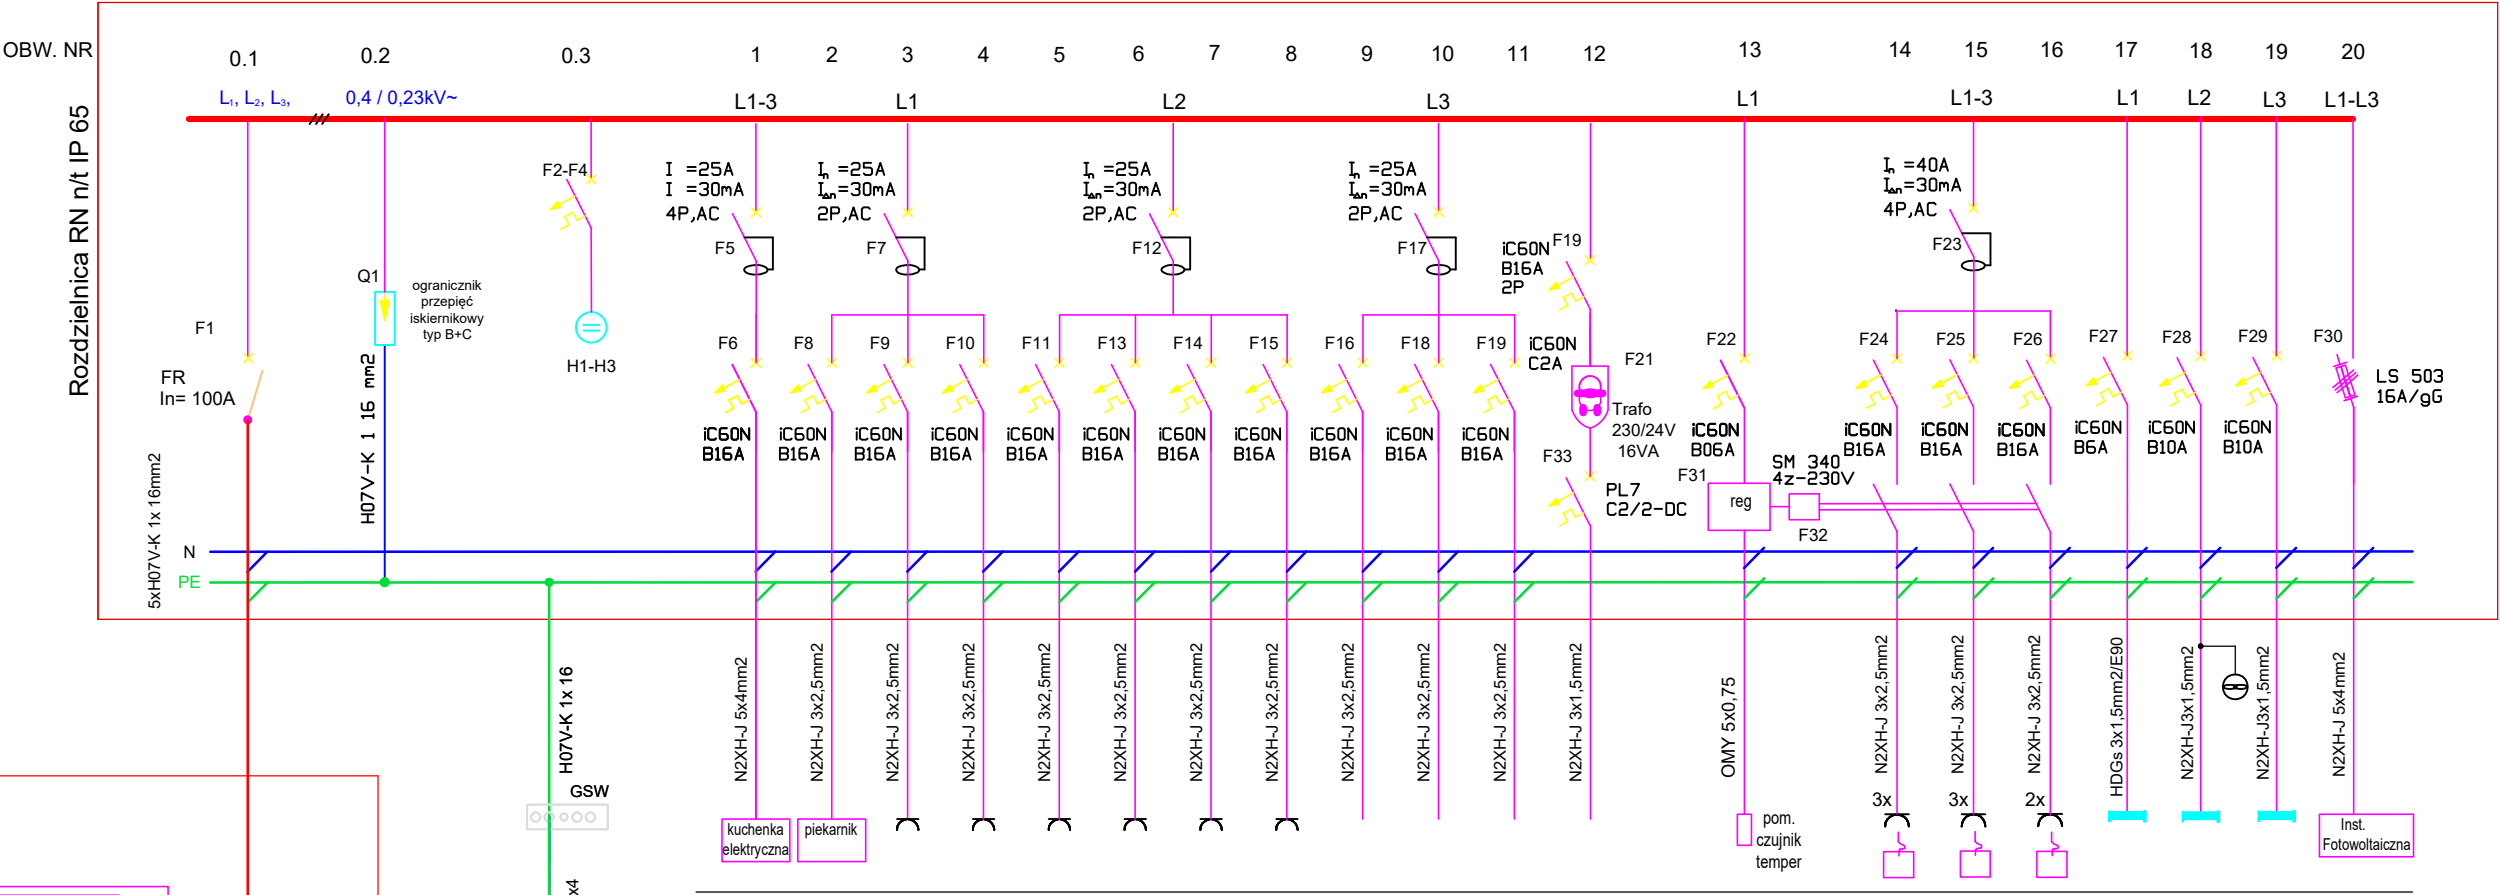 OBW. NR
0.1
0.2
0.3
1
2
3
4
5
6
7
8
9
10
11
12
13
14
15
16
17
18
19
20
L1, L2, L3,
0,4 / 0,23kV~
L1-3
L1
L2
L3
L1
L1-3
L1
L2
L3
L1-L3
Rozdzielnica RN n/t IP 65
F1
FR
In= 100A
5xH07V-K 1x 16mm2
Q1
ogranicznik
przepięć
iskiernikowy
typ B+C
H07V-K 1 16 mm2
F2-F4
H1-H3
I =25A
I =30mA
4P,AC
F5
In =25A
IΔn=30mA
2P,AC
F7
In =25A
IΔn=30mA
2P,AC
F12
In =25A
IΔn=30mA
2P,AC
F17
iC60N
B16A
2P
F19
In =40A
IΔn=30mA
4P,AC
F23
F6
iC60N
B16A
F8
iC60N
B16A
F9
iC60N
B16A
F10
iC60N
B16A
F11
iC60N
B16A
F13
iC60N
B16A
F14
iC60N
B16A
F15
iC60N
B16A
F16
iC60N
B16A
F18
iC60N
B16A
F19
iC60N
B16A
iC60N
C2A
F21
Trafo
230/24V
16VA
F33
PL7
C2/2-DC
F22
iC60N
B06A
F31
reg
SM 340
4z-230V
F32
F24
iC60N
B16A
F25
iC60N
B16A
F26
iC60N
B16A
F27
iC60N
B6A
F28
iC60N
B10A
F29
iC60N
B10A
F30
LS 503
16A/gG
N
PE
H07V-K 1x 16
GSW
x4
N2XH-J 5x4mm2
N2XH-J 3x2,5mm2
N2XH-J 3x2,5mm2
N2XH-J 3x2,5mm2
N2XH-J 3x2,5mm2
N2XH-J 3x2,5mm2
N2XH-J 3x2,5mm2
N2XH-J 3x2,5mm2
N2XH-J 3x2,5mm2
N2XH-J 3x2,5mm2
N2XH-J 3x2,5mm2
N2XH-J 3x1,5mm2
OMY 5x0,75
N2XH-J 3x2,5mm2
N2XH-J 3x2,5mm2
N2XH-J 3x2,5mm2
HDGs 3x1,5mm2/E90
N2XH-J3x1,5mm2
N2XH-J3x1,5mm2
N2XH-J 5x4mm2
kuchenka
elektryczna
piekarnik
pom.
czujnik
temper
3x
3x
2x
Inst.
Fotowoltaiczna